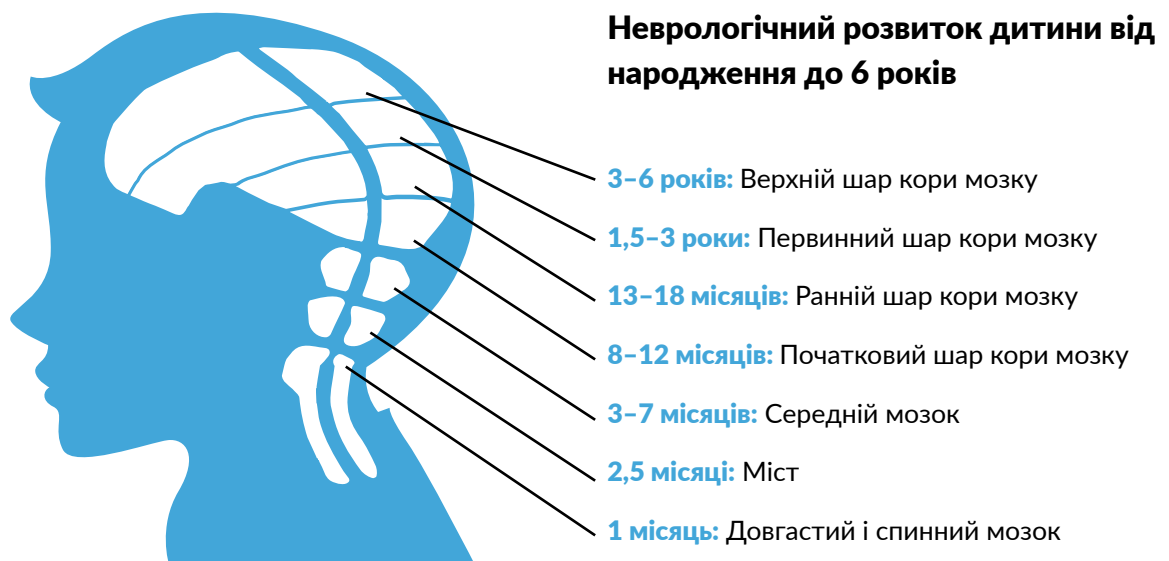 Неврологічний розвиток дитини від
народження до 6 років
3–6 років: Верхній шар кори мозку
1,5–3 роки: Первинний шар кори мозку
13–18 місяців: Ранній шар кори мозку
8–12 місяців: Початковий шар кори мозку
3–7 місяців: Середній мозок
2,5 місяці: Міст
1 місяць: Довгастий і спинний мозок